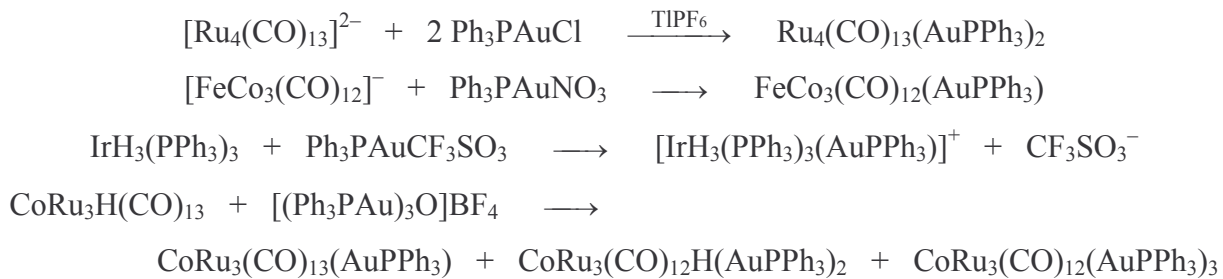 [Ru₄(CO)₁₃]²⁻ + 2 Ph₃PAuCl —TlPF₆→ Ru₄(CO)₁₃(AuPPh₃)₂
[FeCo₃(CO)₁₂]⁻ + Ph₃PAuNO₃ ⟶ FeCo₃(CO)₁₂(AuPPh₃)
IrH₃(PPh₃)₃ + Ph₃PAuCF₃SO₃ ⟶ [IrH₃(PPh₃)₃(AuPPh₃)]⁺ + CF₃SO₃⁻
CoRu₃H(CO)₁₃ + [(Ph₃PAu)₃O]BF₄ ⟶
CoRu₃(CO)₁₃(AuPPh₃) + CoRu₃(CO)₁₂H(AuPPh₃)₂ + CoRu₃(CO)₁₂(AuPPh₃)₃